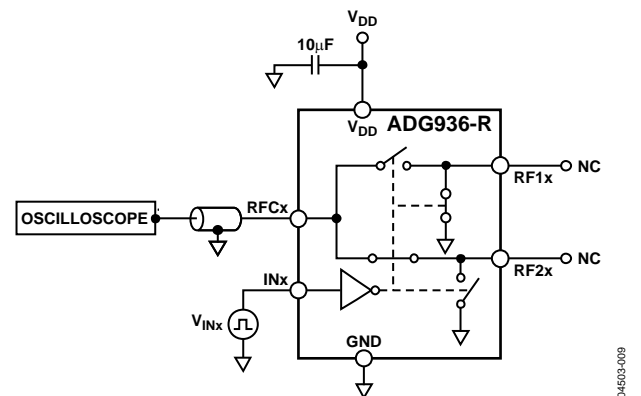 VDD
10µF
VDD
ADG936-R
RF1x
NC
OSCILLOSCOPE
RFCx
RF2x
NC
INx
VINx
GND
04503-009